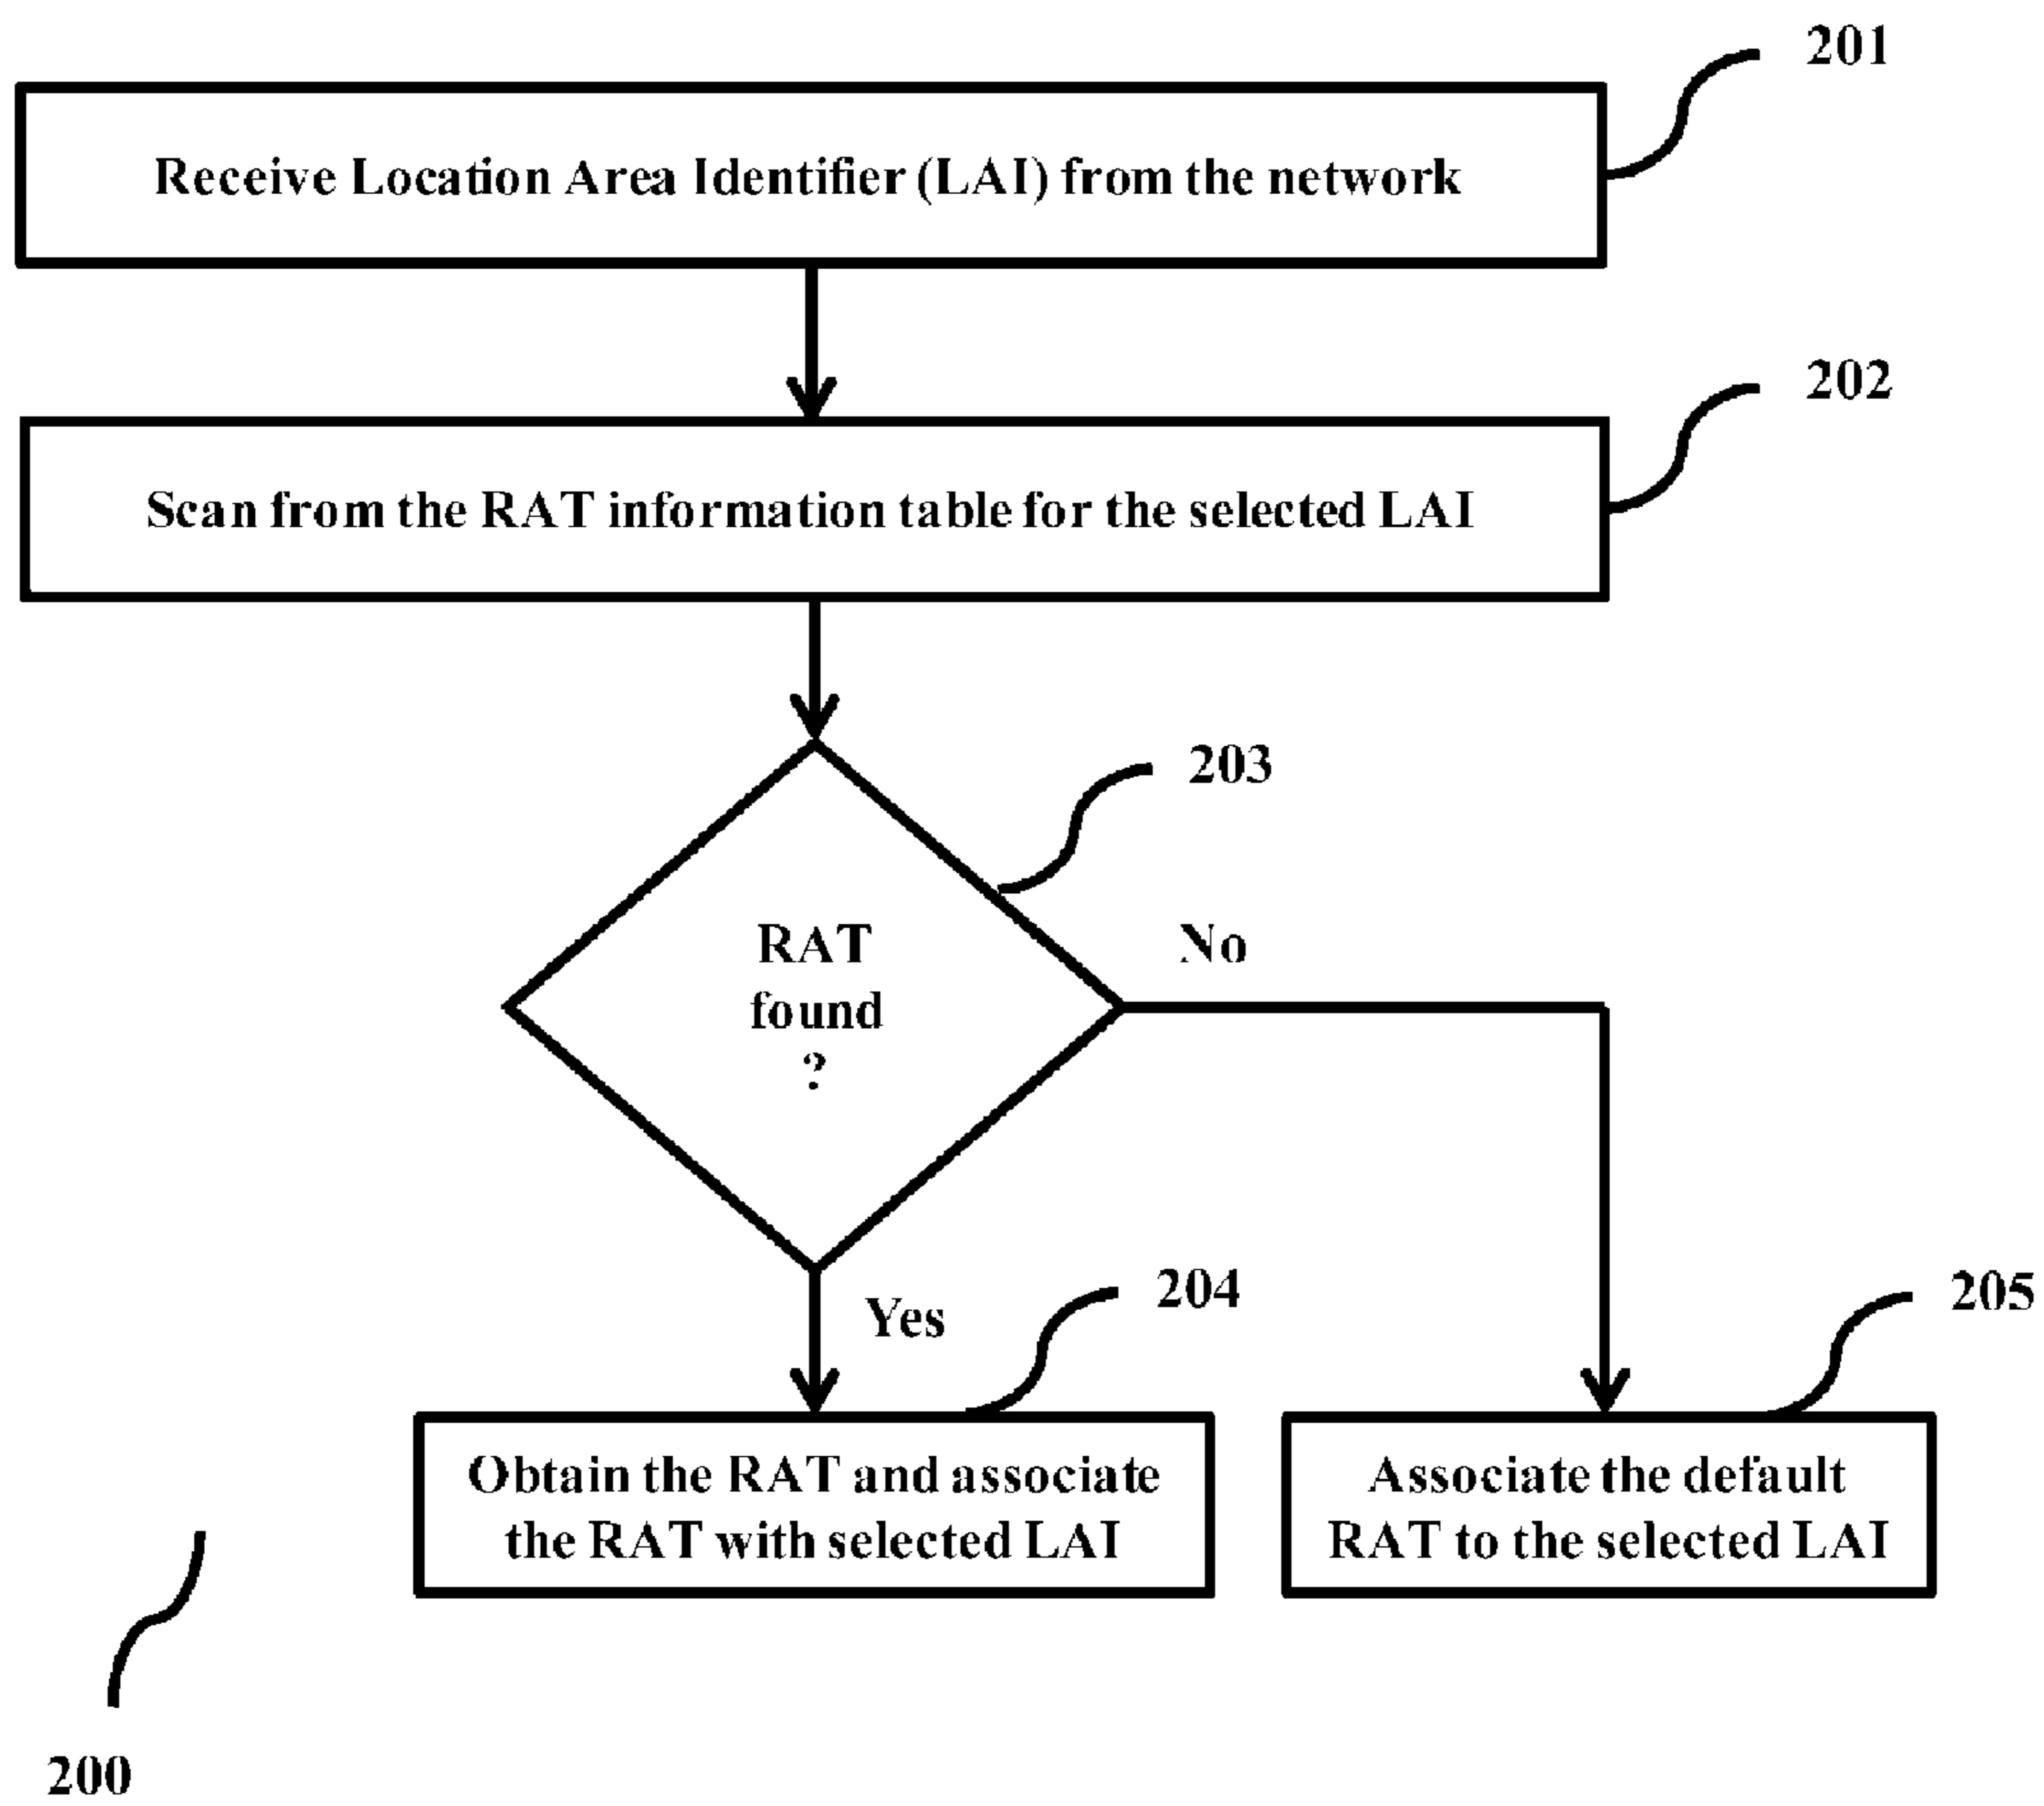 201
Receive Location Area Identifier (LAI) from the network
202
Scan from the RAT information table for the selected LAI
203
RAT
found
?
No
Yes
204
205
Obtain the RAT and associate
the RAT with selected LAI
Associate the default
RAT to the selected LAI
200